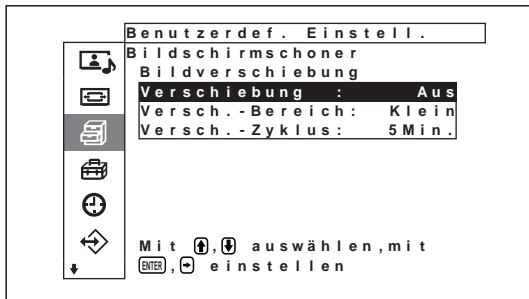 Benutzerdef. Einstell.
Bildschirmschoner
Bildverschiebung
Verschiebung : Aus
Versch.-Bereich: Klein
Versch.-Zyklus: 5Min.
Mit ↑,↓ auswählen,mit
ENTER,→ einstellen